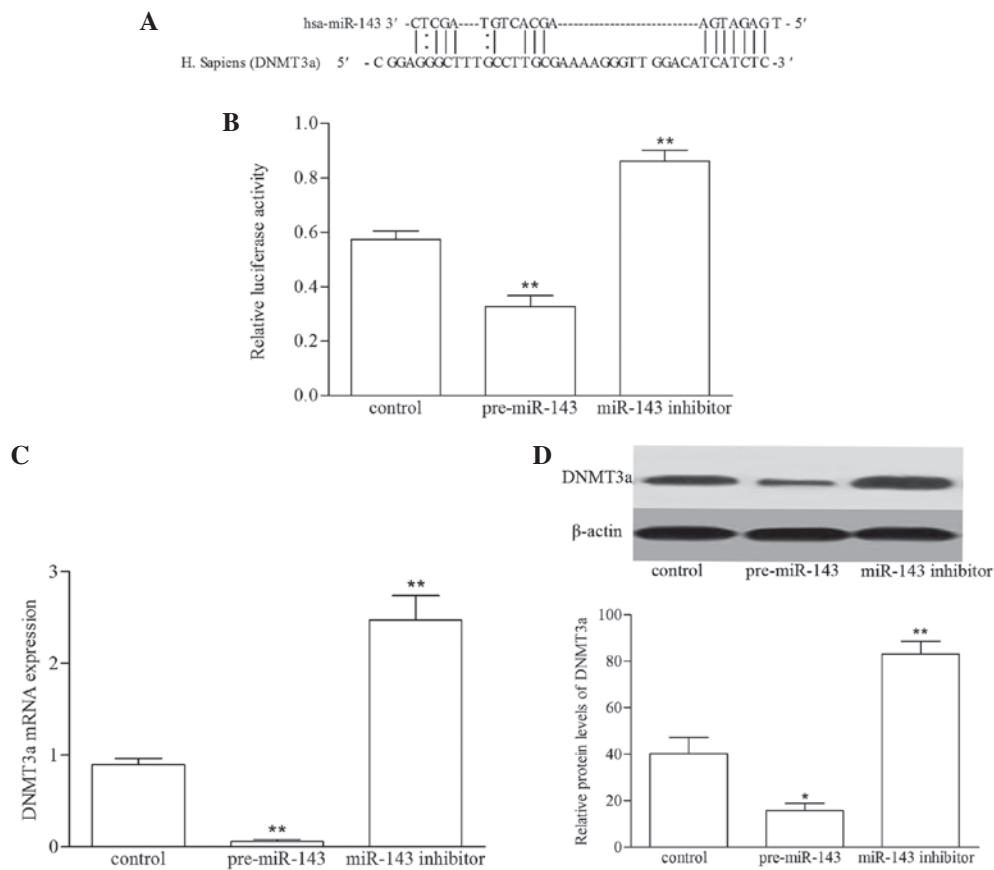 A
hsa-miR-143 3′ -CTCGA----TGTCACGA-----------------------AGTAGAGT - 5′
H. Sapiens (DNMT3a) 5′ - C GGAGGGCTTTGCCTTGCGAAAAGGGTT GGACATCATCTC -3 ′
B
Relative luciferase activity
1.0
0.8
0.6
0.4
0.2
0.0
**
**
control pre-miR-143 miR-143 inhibitor
C
DNMT3a mRNA expression
3
2
1
0
**
**
control pre-miR-143 miR-143 inhibitor
D
DNMT3a
β-actin
control pre-miR-143 miR-143 inhibitor
Relative protein levels of DNMT3a
100
80
60
40
20
0
*
**
control pre-miR-143 miR-143 inhibitor